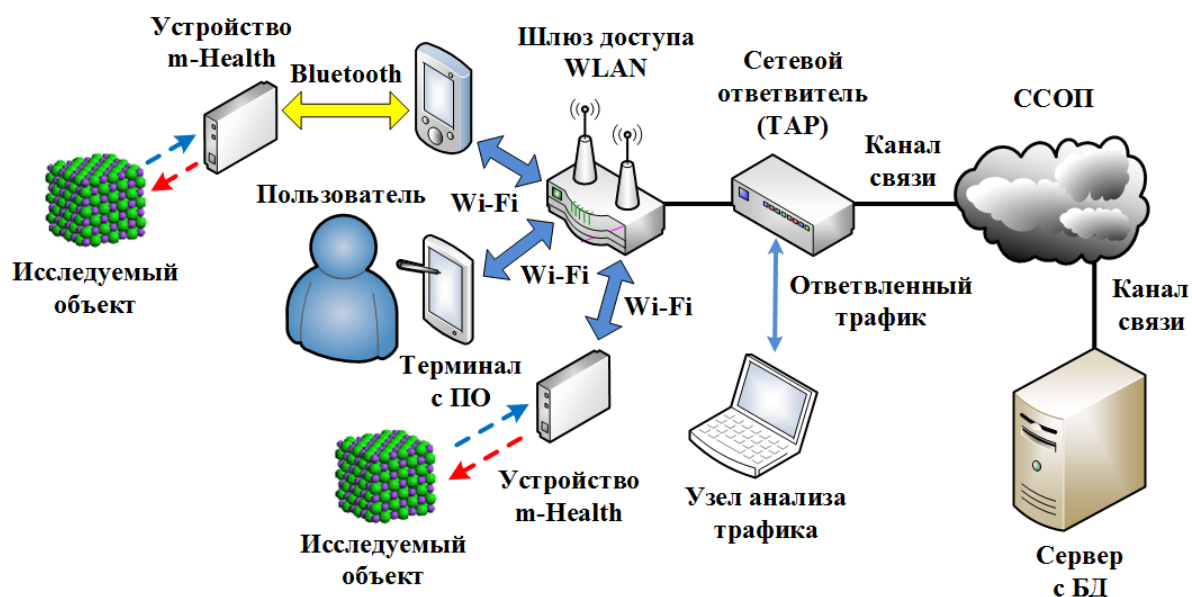 Устройство
m-Health
Bluetooth
Шлюз доступа
WLAN
Сетевой
ответвитель
(TAP)
ССОП
Канал
связи
Пользователь
Wi-Fi
Wi-Fi
Wi-Fi
Исследуемый
объект
Ответвленный
трафик
Канал
связи
Терминал
с ПО
Устройство
m-Health
Узел анализа
трафика
Исследуемый
объект
Сервер
с БД